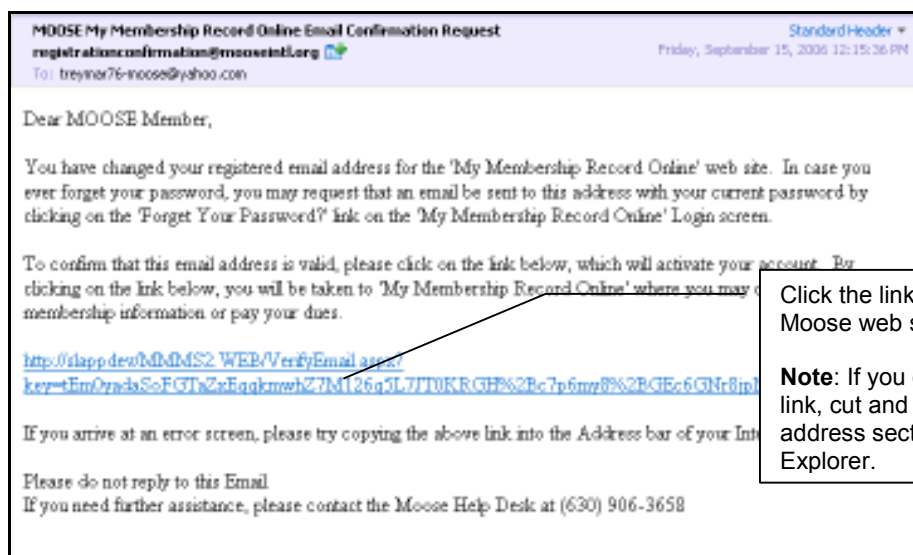 MOOSE My Membership Record Online Email Confirmation Request
Standard Header
registrationconfirmation@mooseintl.org
Friday, September 15, 2006 12:15:36 PM
To: treymar76-moose@yahoo.com
Dear MOOSE Member,
You have changed your registered email address for the 'My Membership Record Online' web site. In case you
ever forget your password, you may request that an email be sent to this address with your current password by
clicking on the 'Forget Your Password?' link on the 'My Membership Record Online' Login screen.
To confirm that this email address is valid, please click on the link below, which will activate your account. By
clicking on the link below, you will be taken to 'My Membership Record Online' where you may
membership information or pay your dues.
http://slappdev/MMMS2 WEB/VerifyEmail.aspx?
If you arrive at an error screen, please try copying the above link into the Address bar of your
Please do not reply to this Email
If you need further assistance, please contact the Moose Help Desk at (630) 906-3658
Click the link
Moose web
Note: If you
link, cut and
address
Explorer.